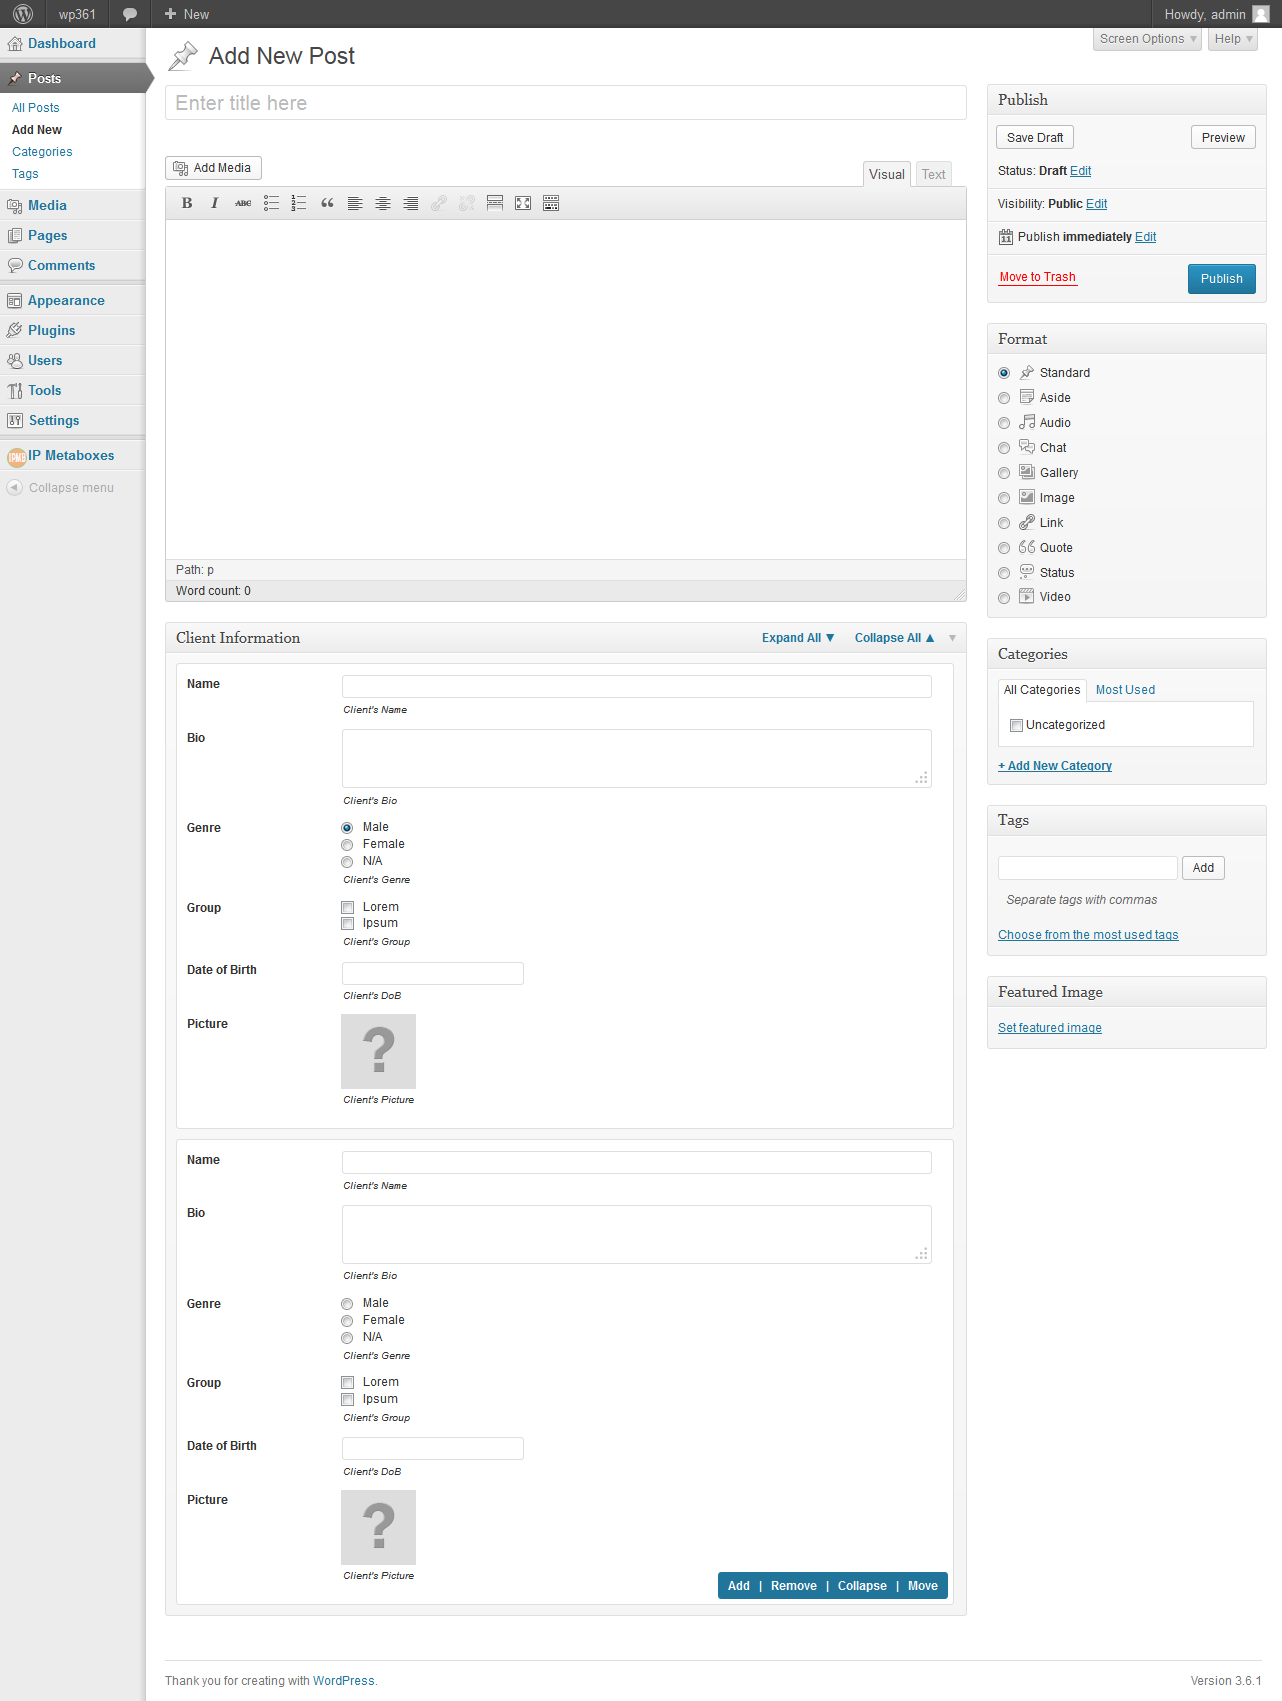 wp361
New
Howdy, admin
Dashboard
Posts
All Posts
Add New
Categories
Tags
Media
Pages
Comments
Appearance
Plugins
Users
Tools
Settings
IPMB
IP Metaboxes
Collapse menu
Screen Options
Help
Add New Post
Enter title here
Add Media
Visual
Text
B I ABC
Path: p
Word count: 0
Client Information
Expand All ▼
Collapse All ▲
Name
Client's Name
Bio
Client's Bio
Genre
Male
Female
N/A
Client's Genre
Group
Lorem
Ipsum
Client's Group
Date of Birth
Client's DoB
Picture
?
Client's Picture
Name
Client's Name
Bio
Client's Bio
Genre
Male
Female
N/A
Client's Genre
Group
Lorem
Ipsum
Client's Group
Date of Birth
Client's DoB
Picture
?
Client's Picture
Add | Remove | Collapse | Move
Publish
Save Draft
Preview
Status: Draft Edit
Visibility: Public Edit
11 Publish immediately Edit
Move to Trash
Publish
Format
Standard
Aside
Audio
Chat
Gallery
Image
Link
Quote
Status
Video
Categories
All Categories
Most Used
Uncategorized
+ Add New Category
Tags
Add
Separate tags with commas
Choose from the most used tags
Featured Image
Set featured image
Thank you for creating with WordPress.
Version 3.6.1